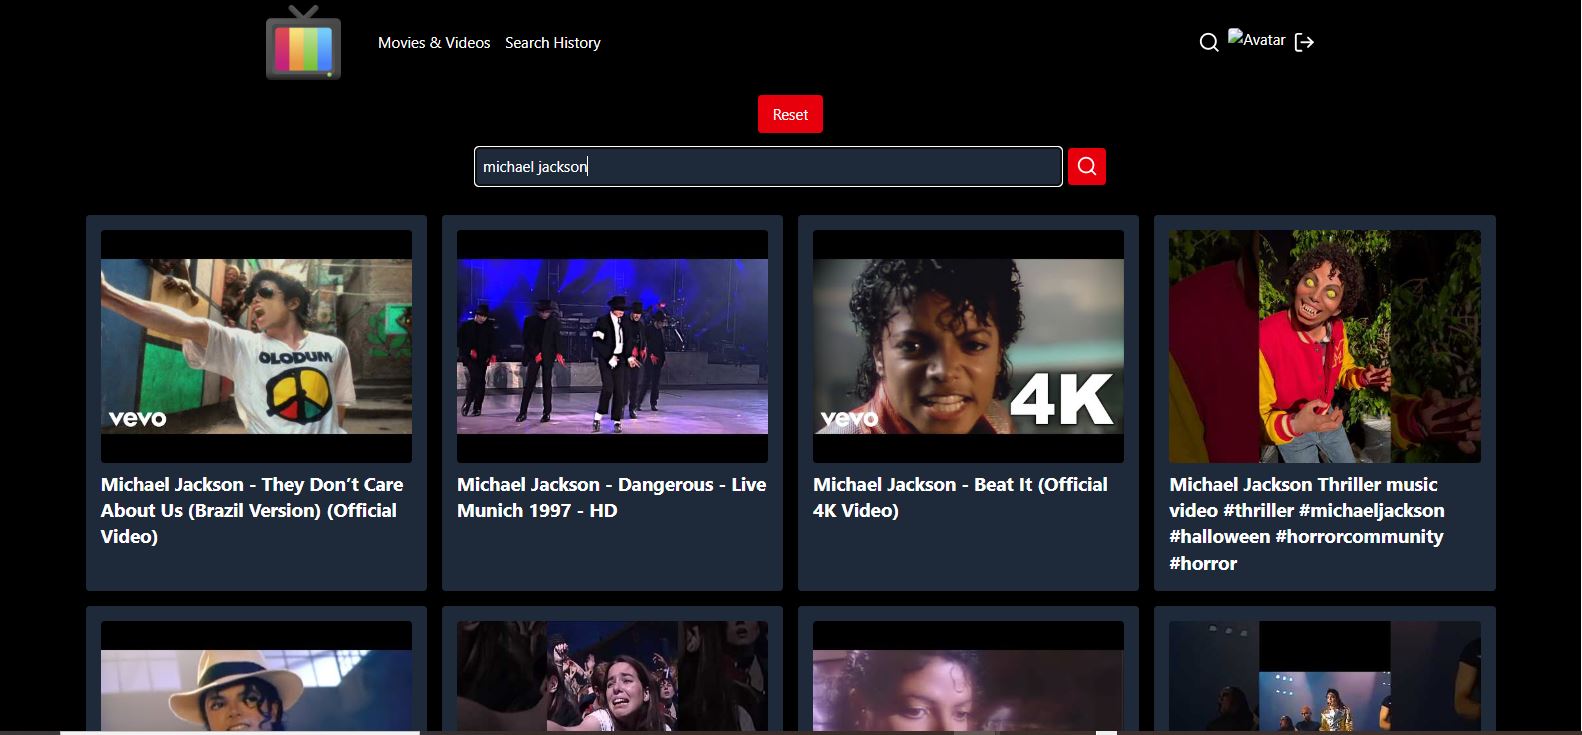 Movies & Videos Search History
Avatar
Reset
michael jackson
OLODUM
vevo
vevo
4K
Michael Jackson - They Don’t Care
About Us (Brazil Version) (Official
Video)
Michael Jackson - Dangerous - Live
Munich 1997 - HD
Michael Jackson - Beat It (Official
4K Video)
Michael Jackson Thriller music
video #thriller #michaeljackson
#halloween #horrorcommunity
#horror